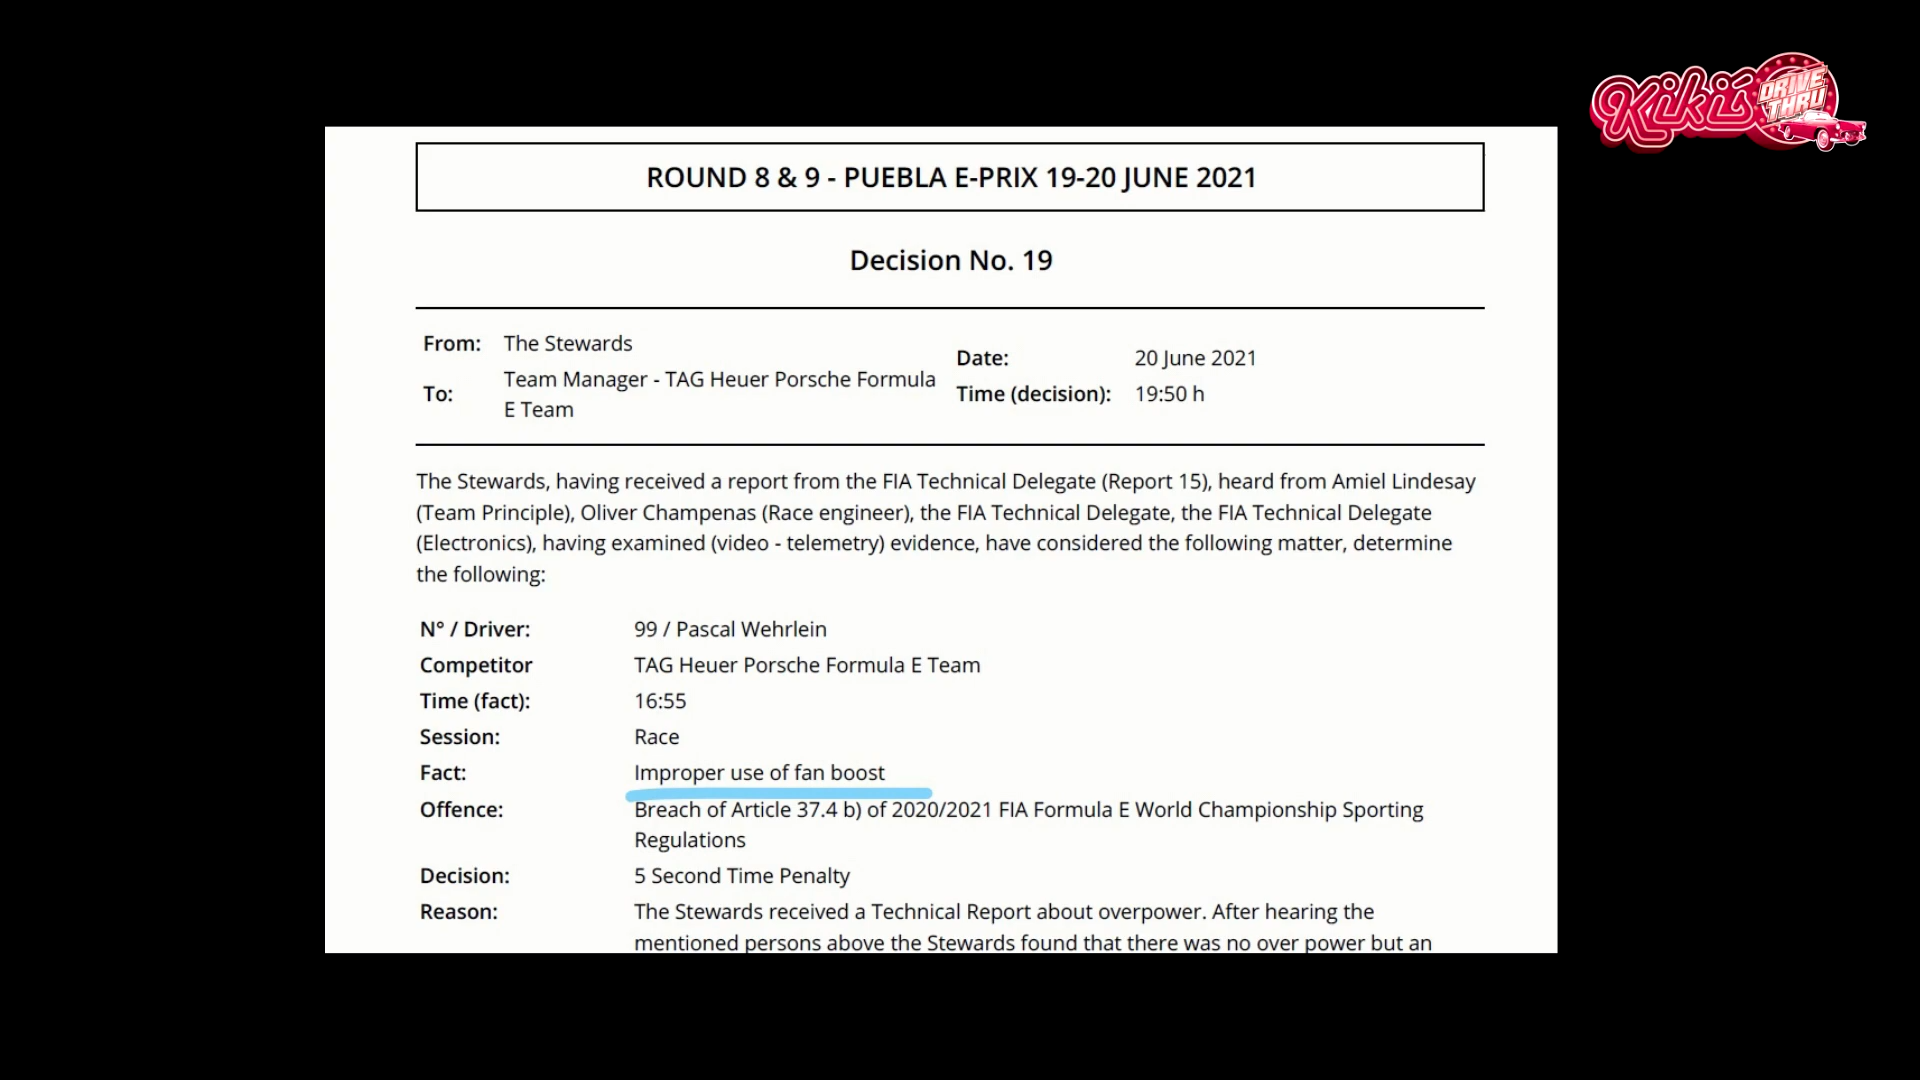 Kiki's
DRIVE
THRU
ROUND 8 & 9 - PUEBLA E-PRIX 19-20 JUNE 2021
Decision No. 19
From: The Stewards
To: Team Manager - TAG Heuer Porsche Formula
E Team
Date: 20 June 2021
Time (decision): 19:50 h
The Stewards, having received a report from the FIA Technical Delegate (Report 15), heard from Amiel Lindesay
(Team Principle), Oliver Champenas (Race engineer), the FIA Technical Delegate, the FIA Technical Delegate
(Electronics), having examined (video - telemetry) evidence, have considered the following matter, determine
the following:
N° / Driver: 99 / Pascal Wehrlein
Competitor TAG Heuer Porsche Formula E Team
Time (fact): 16:55
Session: Race
Fact: Improper use of fan boost
Offence: Breach of Article 37.4 b) of 2020/2021 FIA Formula E World Championship Sporting
Regulations
Decision: 5 Second Time Penalty
Reason: The Stewards received a Technical Report about overpower. After hearing the
mentioned persons above the Stewards found that there was no over power but an